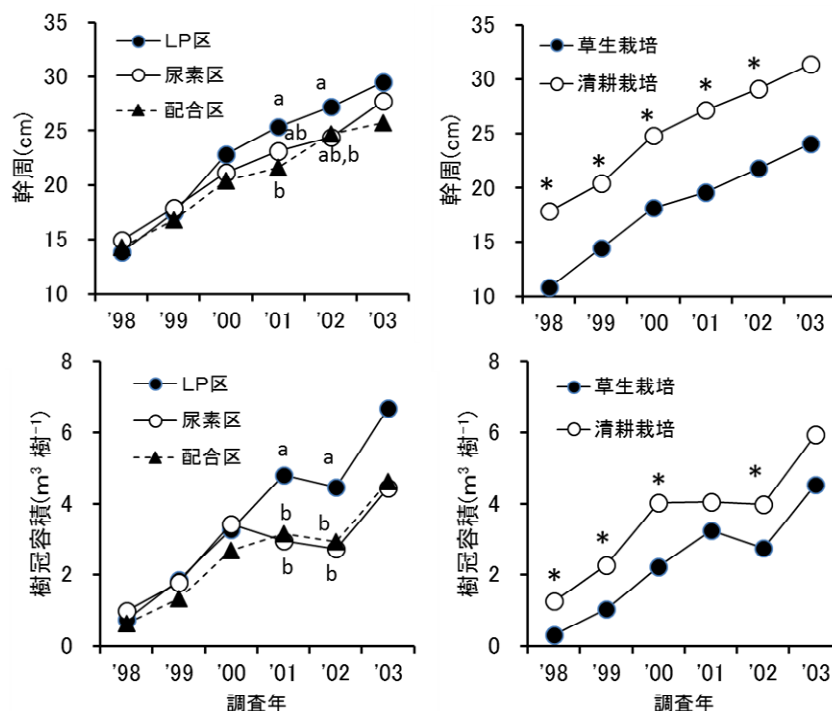 35
30
25
20
15
10
幹周(cm)
LP区
尿素区
配合区
a
a
ab
ab,b
b
'98 '99 '00 '01 '02 '03
35
30
25
20
15
10
幹周(cm)
草生栽培
清耕栽培
* * * * *
'98 '99 '00 '01 '02 '03
8
6
4
2
0
樹冠容積(m³ 樹⁻¹)
LP区
尿素区
配合区
a a
b b
b b
'98 '99 '00 '01 '02 '03
調査年
8
6
4
2
0
樹冠容積(m³ 樹⁻¹)
草生栽培
清耕栽培
* * * *
'98 '99 '00 '01 '02 '03
調査年